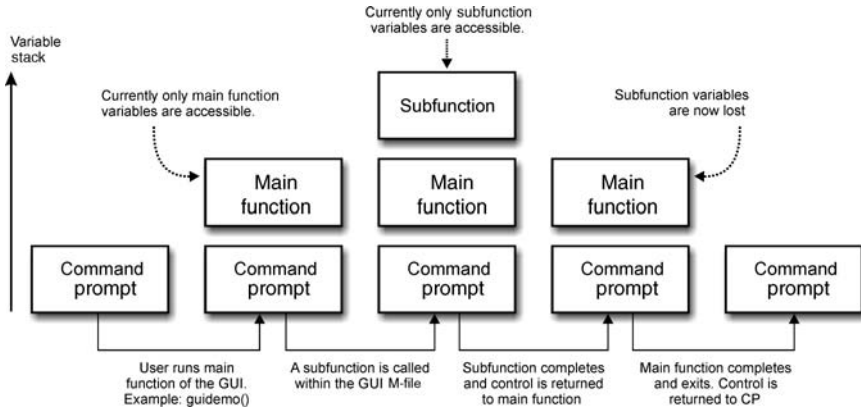 Currently only subfunction
variables are accessible.
Variable
stack
Currently only main function
variables are accessible.
Subfunction
Subfunction variables
are now lost
Main
function
Main
function
Main
function
Command
prompt
Command
prompt
Command
prompt
Command
prompt
Command
prompt
User runs main
function of the GUI.
Example: guidemo()
A subfunction is called
within the GUI M-file
Subfunction completes
and control is returned
to main function
Main function completes
and exits. Control is
returned to CP